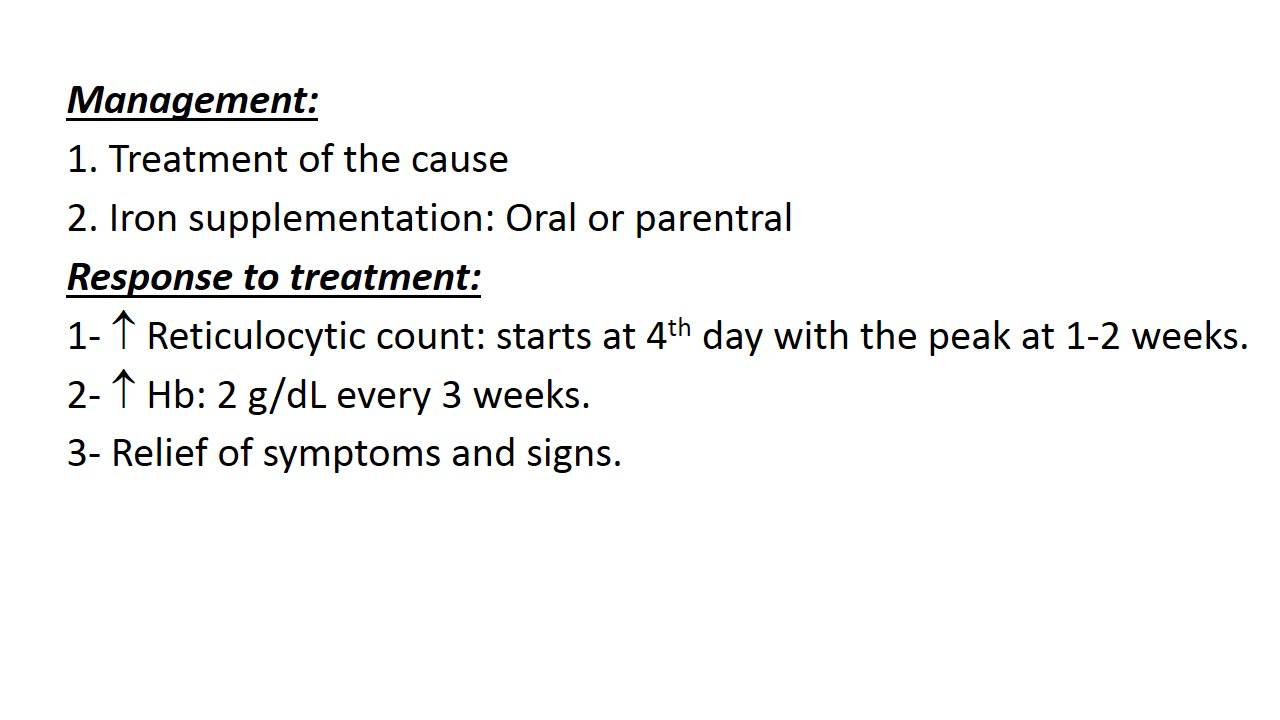 Management:
1. Treatment of the cause
2. Iron supplementation: Oral or parentral
Response to treatment:
1- ↑ Reticulocytic count: starts at 4th day with the peak at 1-2 weeks.
2- ↑ Hb: 2 g/dL every 3 weeks.
3- Relief of symptoms and signs.